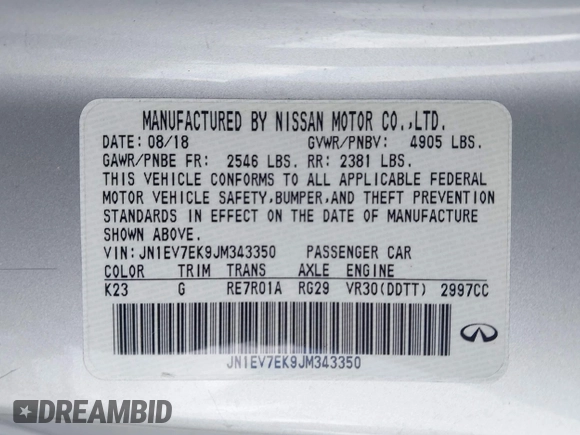 MANUFACTURED BY NISSAN MOTOR CO.,LTD.
DATE: 08/18 GVWR/PNBV: 4905 LBS.
GAWR/PNBE FR: 2546 LBS. RR: 2381 LBS.
THIS VEHICLE CONFORMS TO ALL APPLICABLE FEDERAL
MOTOR VEHICLE SAFETY,BUMPER,AND THEFT PREVENTION
STANDARDS IN EFFECT ON THE DATE OF MANUFACTURE
SHOWN ABOVE.
VIN:JN1EV7EK9JM343350 PASSENGER CAR
COLOR TRIM TRANS AXLE ENGINE
K23 G RE7R01A RG29 VR30(DDTT) 2997CC
JN1EV7EK9JM343350
DREAMBID